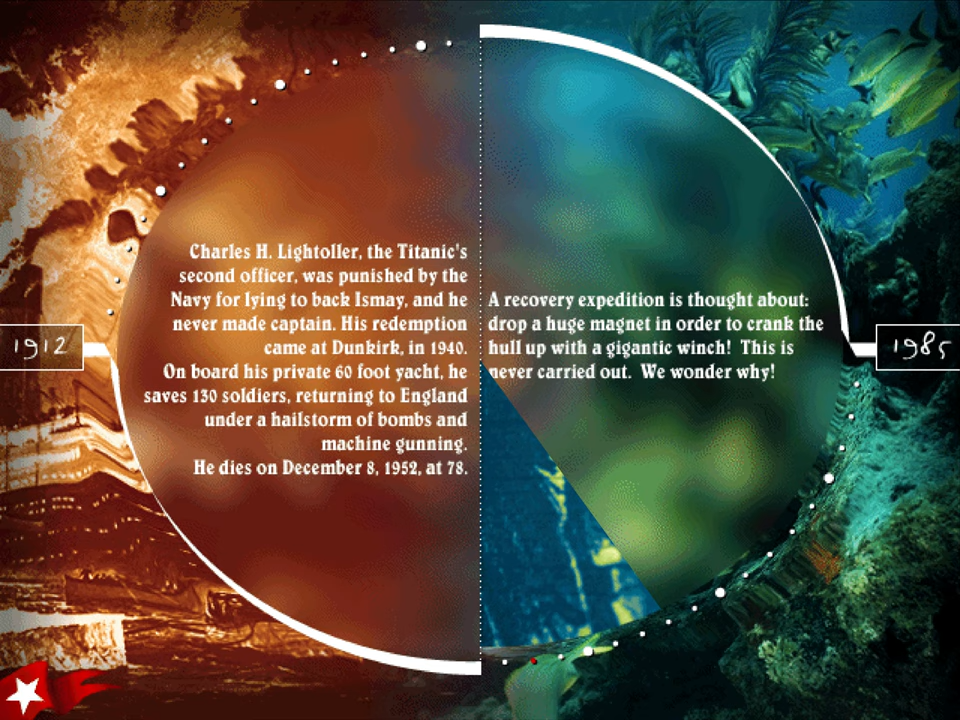 Charles H. Lightoller, the Titanic's
second officer, was punished by the
Navy for lying to back Ismay, and he
never made captain. His redemption
came at Dunkirk, in 1940.
On board his private 60 foot yacht, he
saves 130 soldiers, returning to England
under a hailstorm of bombs and
machine gunning.
He dies on December 8, 1952, at 78.
A recovery expedition is thought about:
drop a huge magnet in order to crank the
hull up with a gigantic winch! This is
never carried out. We wonder why!
1912
1985